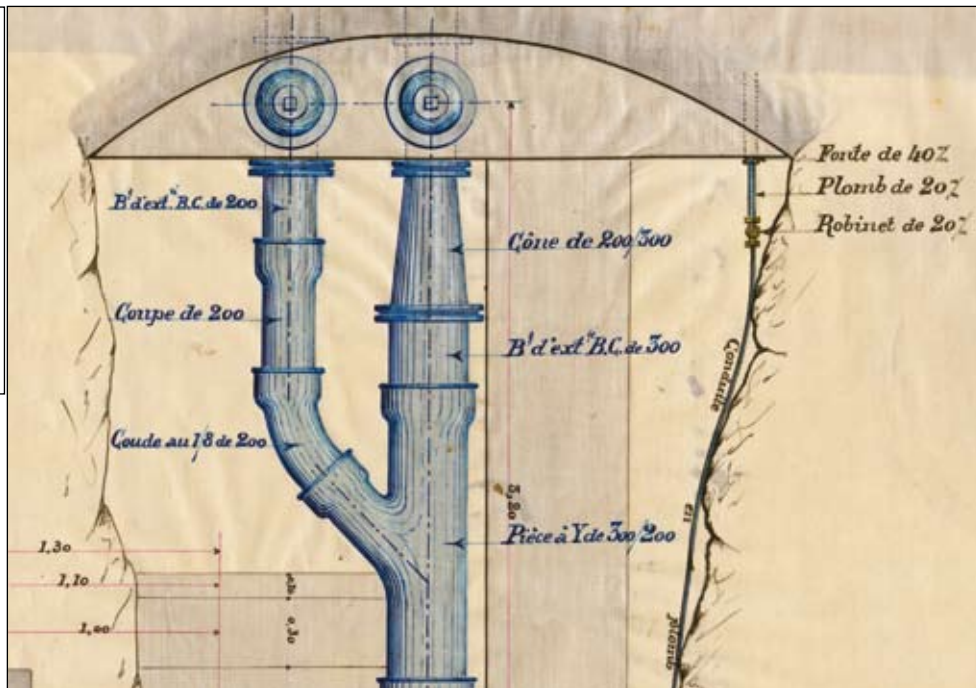 Fonte de 40%
Plomb de 20%
Robinet de 20%
Bᵗ d'extⁿ B.C. de 200
Cône de 200/300
Coupe de 200
Bᵗ d'extⁿ B.C. de 300
Conduite en plomb
Coude au 1/8 de 200
Pièce à Y de 300/200
1,30
1,10
1,00
0,30